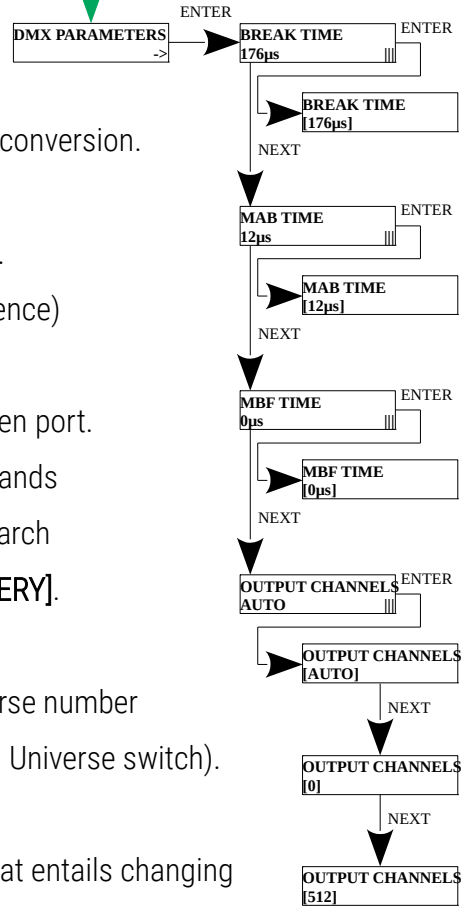 ENTER
DMX PARAMETERS
->
BREAK TIME
176µs |||
ENTER
BREAK TIME
[176µs]
NEXT
MAB TIME
12µs |||
ENTER
MAB TIME
[12µs]
NEXT
MBF TIME
0µs |||
ENTER
MBF TIME
[0µs]
NEXT
OUTPUT CHANNELS
AUTO |||
ENTER
OUTPUT CHANNELS
[AUTO]
NEXT
OUTPUT CHANNELS
[0]
NEXT
OUTPUT CHANNELS
[512]
conversion.
.
ence)
en port.
ands
arch
ERY].
rse number
Universe switch).
at entails changing